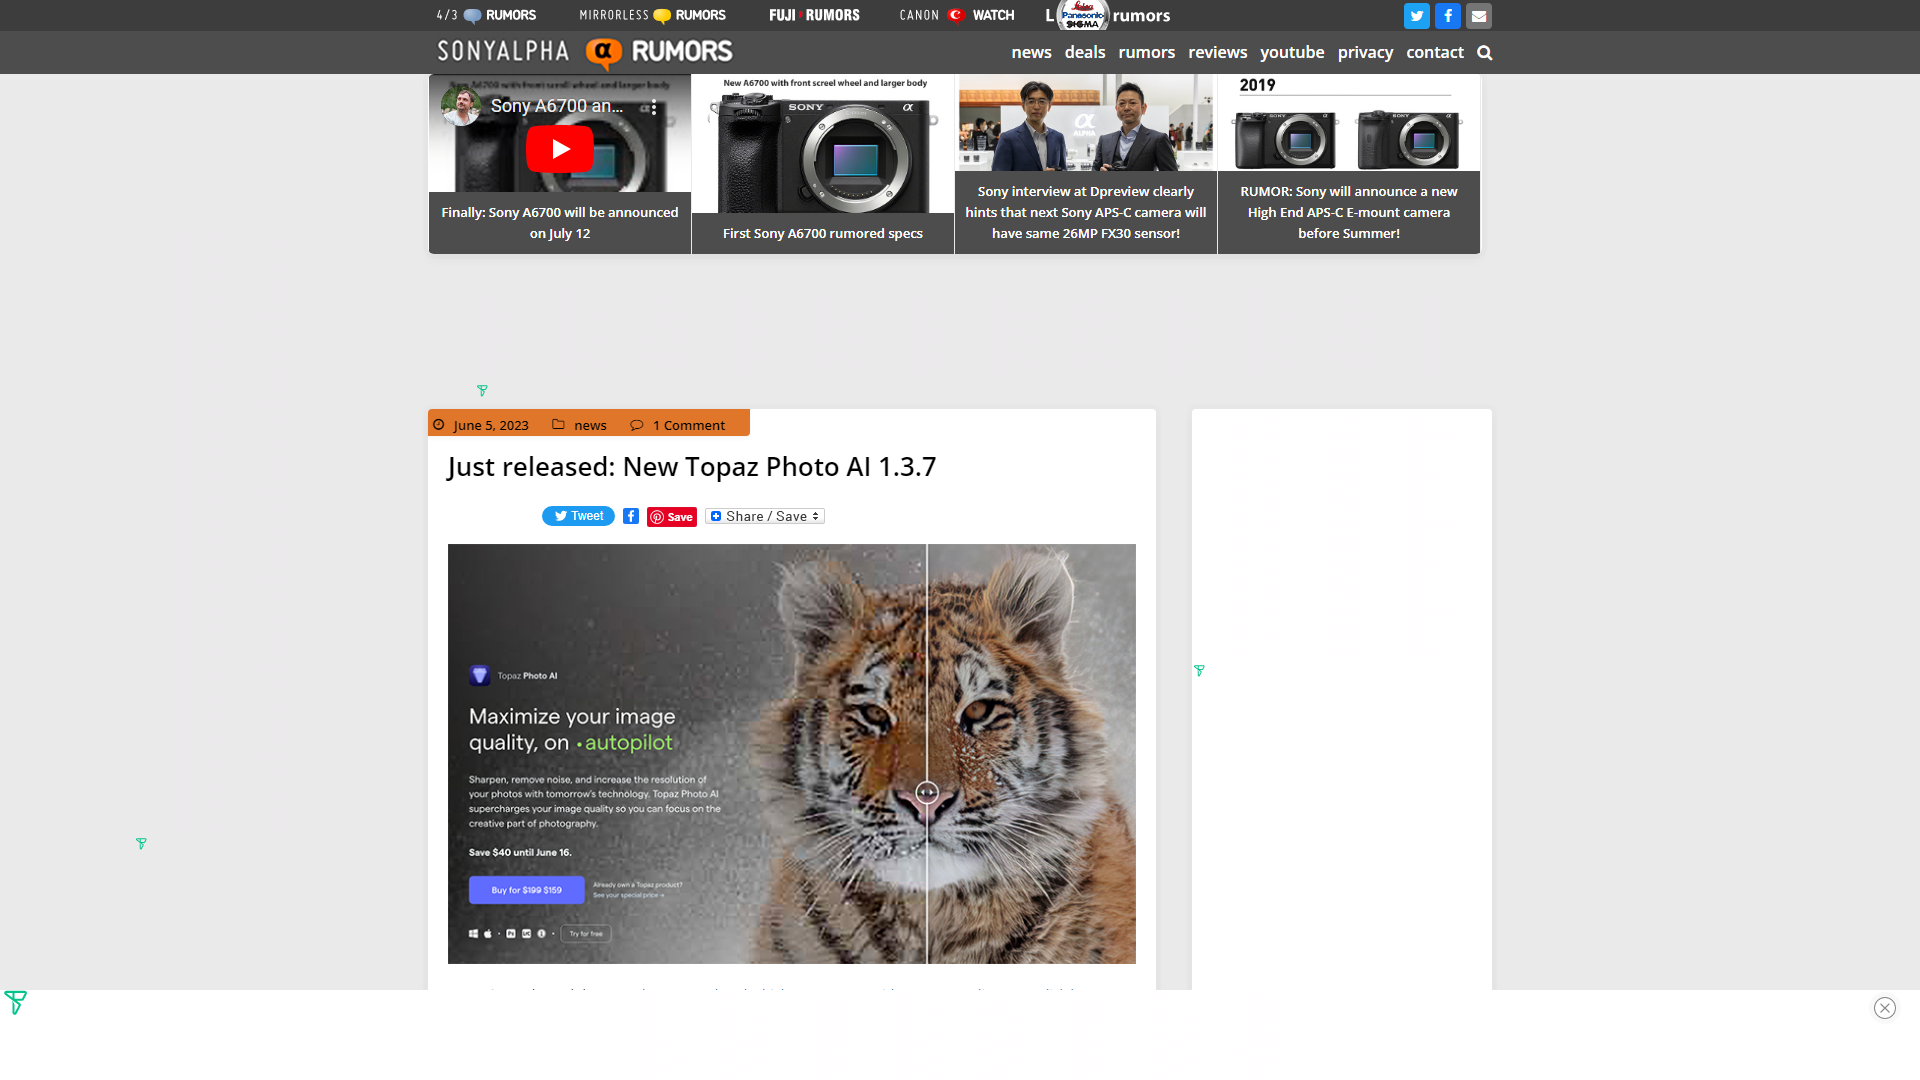 4/3 RUMORS
MIRRORLESS RUMORS
FUJI RUMORS
CANON WATCH
L Leica Panasonic SIGMA rumors
SONYALPHA α RUMORS
news deals rumors reviews youtube privacy contact
Sony A6700 an...
Finally: Sony A6700 will be announced
on July 12
New A6700 with front screel wheel and larger body
SONY α
First Sony A6700 rumored specs
α
ALPHA
Sony interview at Dpreview clearly
hints that next Sony APS-C camera will
have same 26MP FX30 sensor!
2019
SONY
SONY
RUMOR: Sony will announce a new
High End APS-C E-mount camera
before Summer!
June 5, 2023 news 1 Comment
Just released: New Topaz Photo AI 1.3.7
Tweet
Save
Share / Save
Topaz Photo AI
Maximize your image
quality, on •autopilot
Sharpen, remove noise, and increase the resolution of
your photos with tomorrow's technology. Topaz Photo AI
supercharges your image quality so you can focus on the
creative part of photography.
Save $40 until June 16.
Buy for $199 $159
Already own a Topaz product?
See your special price →
Try for free